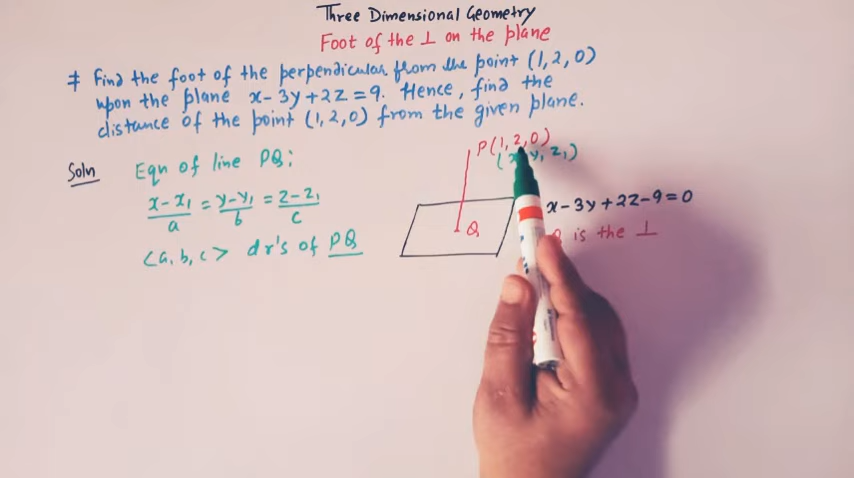 Three Dimensional Geometry
Foot of the ⊥ on the plane
# Find the foot of the perpendicular from the point (1, 2, 0)
upon the plane x-3y+2z=9. Hence, find the
distance of the point (1, 2, 0) from the given plane.
Soln Eqn of line PQ:
x-x₁/a = y-y₁/b = z-z₁/c
<a, b, c> dr's of PQ
P(1, 2, 0)
z₁)
Q
x-3y+2z-9=0
is the ⊥